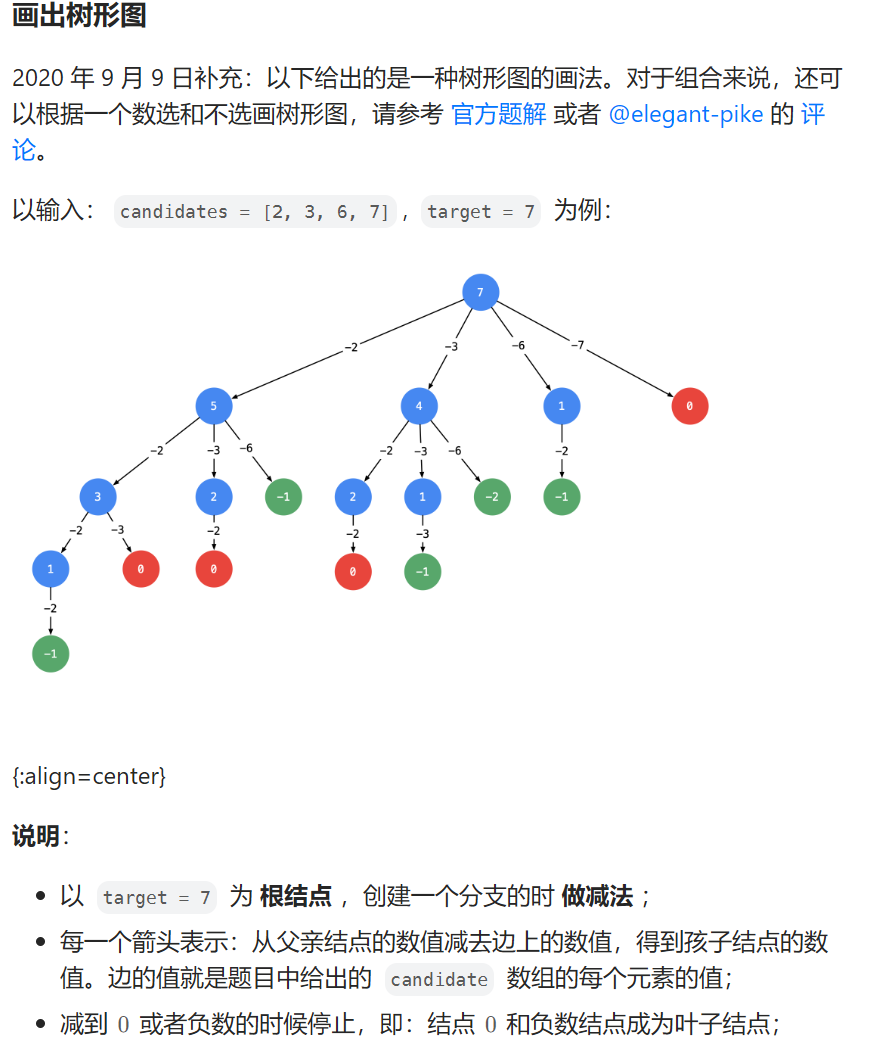 画出树形图
2020 年 9 月 9 日补充：以下给出的是一种树形图的画法。对于组合来说，还可
以根据一个数选和不选画树形图，请参考 官方题解 或者 @elegant-pike 的 评
论。
以输入： candidates = [2, 3, 6, 7] ， target = 7 为例：
7
-2 -3 -6 -7
5 4 1 0
-2 -3 -6 -2 -3 -6 -2
3 2 -1 2 1 -2 -1
-2 -3 -2 -2 -3
1 0 0 0 -1
-2
-1
{:align=center}
说明：
以 target = 7 为 根结点 ，创建一个分支的时 做减法 ；
每一个箭头表示：从父亲结点的数值减去边上的数值，得到孩子结点的数
值。边的值就是题目中给出的 candidate 数组的每个元素的值；
减到 0 或者负数的时候停止，即：结点 0 和负数结点成为叶子结点；